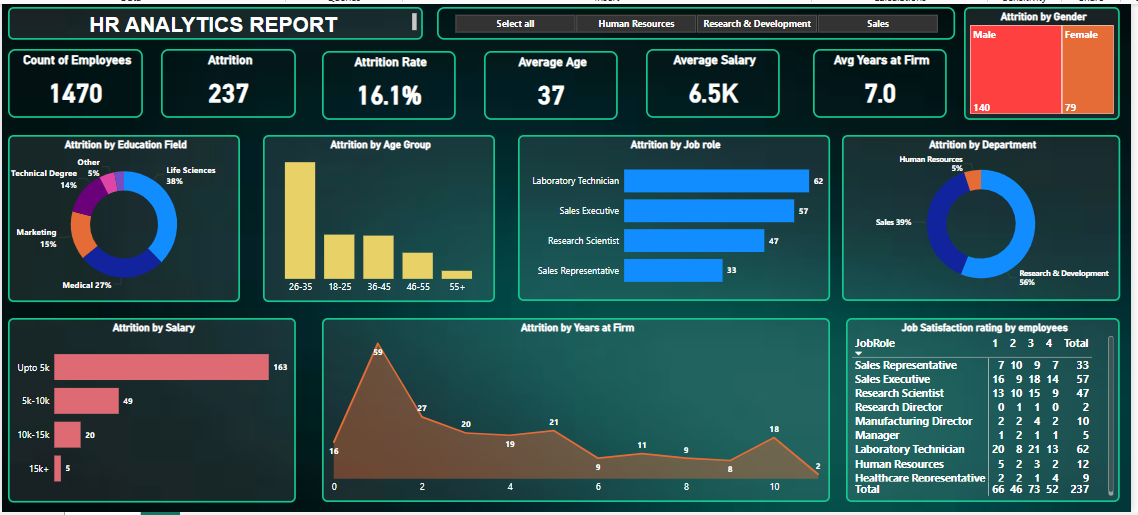 HR ANALYTICS REPORT
Select all
Human Resources
Research & Development
Sales
Attrition by Gender
Male
Female
140
79
Count of Employees
1470
Attrition
237
Attrition Rate
16.1%
Average Age
37
Average Salary
6.5K
Avg Years at Firm
7.0
Attrition by Education Field
Other
5%
Life Sciences
38%
Technical Degree
14%
Marketing
15%
Medical 27%
Attrition by Age Group
26-35 18-25 36-45 46-55 55+
Attrition by Job role
Laboratory Technician 62
Sales Executive 57
Research Scientist 47
Sales Representative 33
Attrition by Department
Human Resources
5%
Sales 39%
Research & Development
56%
Attrition by Salary
Upto 5k 163
5k-10k 49
10k-15k 20
15k+ 5
Attrition by Years at Firm
16 59 27 20 19 21 9 11 9 8 18 2
0 2 4 6 8 10
Job Satisfaction rating by employees
JobRole 1 2 3 4 Total
Sales Representative 7 10 9 7 33
Sales Executive 16 9 18 14 57
Research Scientist 13 10 15 9 47
Research Director 0 1 1 0 2
Manufacturing Director 2 2 4 2 10
Manager 1 2 1 1 5
Laboratory Technician 20 8 21 13 62
Human Resources 5 2 3 2 12
Healthcare Representative 2 2 1 4 9
Total 66 46 73 52 237